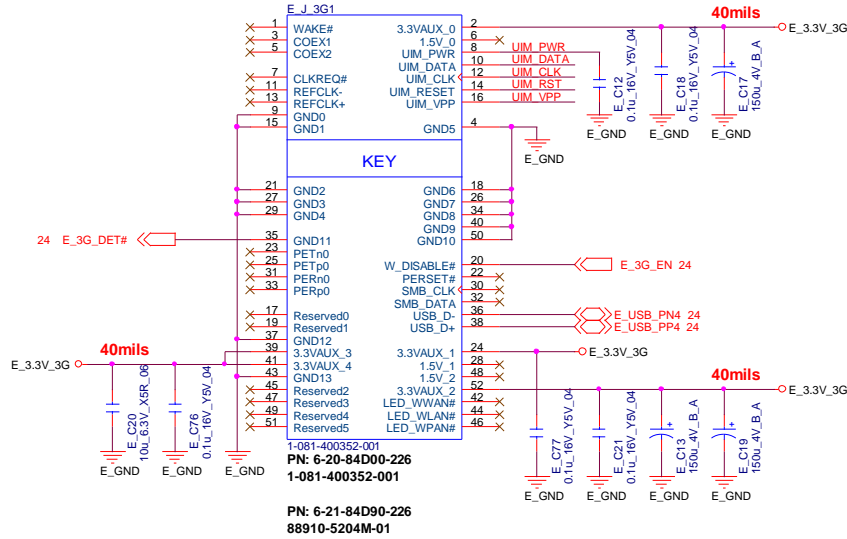 E_J_3G1
1 WAKE#
3 COEX1
5 COEX2
7 CLKREQ#
11 REFCLK-
13 REFCLK+
9 GND0
15 GND1
3.3VAUX_0 2
1.5V_0 6
UIM_PWR 8 UIM_PWR
UIM_DATA 10 UIM_DATA
UIM_CLK 12 UIM_CLK
UIM_RESET 14 UIM_RST
UIM_VPP 16 UIM_VPP
GND5 4
E_GND
40mils
E_3.3V_3G
E_C12
0.1u_16V_Y5V_04
E_GND
E_C18
0.1u_16V_Y5V_04
E_GND
E_C17
150u_4V_B_A
E_GND
KEY
21 GND2
27 GND3
29 GND4
24 E_3G_DET#
35 GND11
23 PETn0
25 PETp0
31 PERn0
33 PERp0
17 Reserved0
19 Reserved1
37 GND12
39 3.3VAUX_3
41 3.3VAUX_4
43 GND13
45 Reserved2
47 Reserved3
49 Reserved4
51 Reserved5
GND6 18
GND7 26
GND8 34
GND9 40
GND10 50
W_DISABLE# 20 E_3G_EN 24
PERSET# 22
SMB_CLK 30
SMB_DATA 32
USB_D- 36 E_USB_PN4 24
USB_D+ 38 E_USB_PP4 24
3.3VAUX_1 24 E_3.3V_3G
1.5V_1 28
1.5V_2 48
3.3VAUX_2 52
LED_WWAN# 42
LED_WLAN# 44
LED_WPAN# 46
40mils
E_3.3V_3G
E_C20
10u_6.3V_X5R_06
E_GND
E_C76
0.1u_16V_Y5V_04
E_GND
E_GND
40mils
E_3.3V_3G
E_C77
0.1u_16V_Y5V_04
E_GND
E_C21
0.1u_16V_Y5V_04
E_GND
E_C13
150u_4V_B_A
E_GND
E_C19
150u_4V_B_A
E_GND
1-081-400352-001
PN: 6-20-84D00-226
1-081-400352-001
PN: 6-21-84D90-226
88910-5204M-01